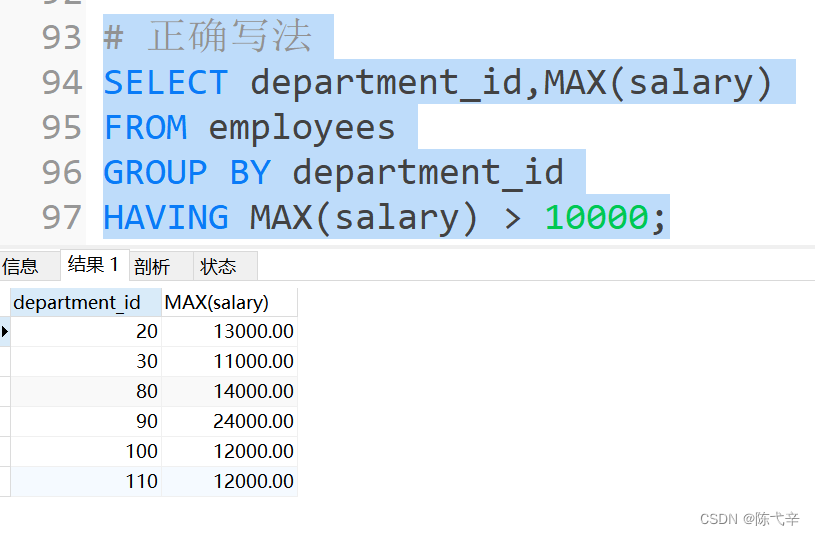 92
93 # 正确写法
94 SELECT department_id,MAX(salary)
95 FROM employees
96 GROUP BY department_id
97 HAVING MAX(salary) > 10000;
信息 结果 1 剖析 状态
department_id MAX(salary)
20 13000.00
30 11000.00
80 14000.00
90 24000.00
100 12000.00
110 12000.00
CSDN @陈弋辛